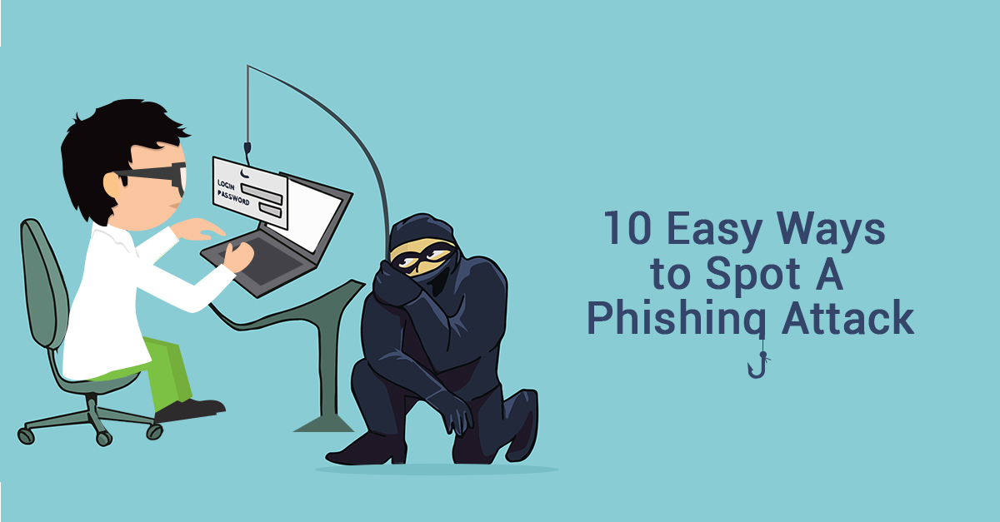 LOGIN
PASSWORD
10 Easy Ways
to Spot A
Phishing Attack